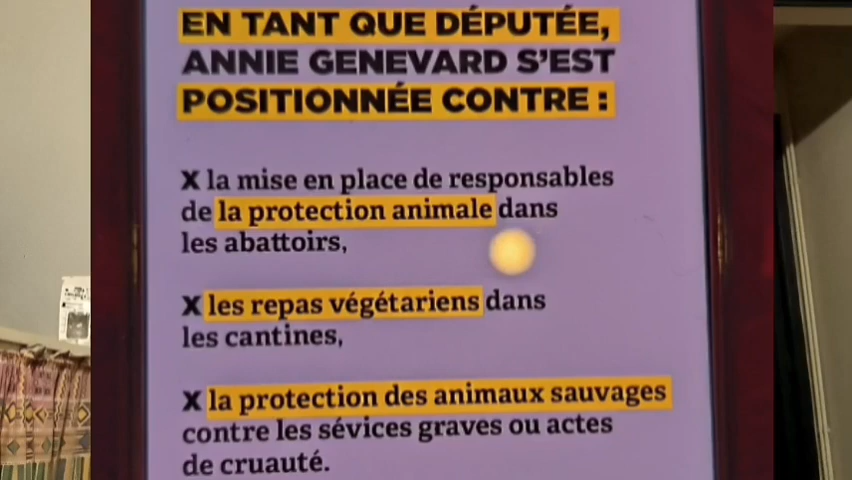 EN TANT QUE DÉPUTÉE,
ANNIE GENEVARD S'EST
POSITIONNÉE CONTRE :
X la mise en place de responsables
de la protection animale dans
les abattoirs,
X les repas végétariens dans
les cantines,
X la protection des animaux sauvages
contre les sévices graves ou actes
de cruauté.